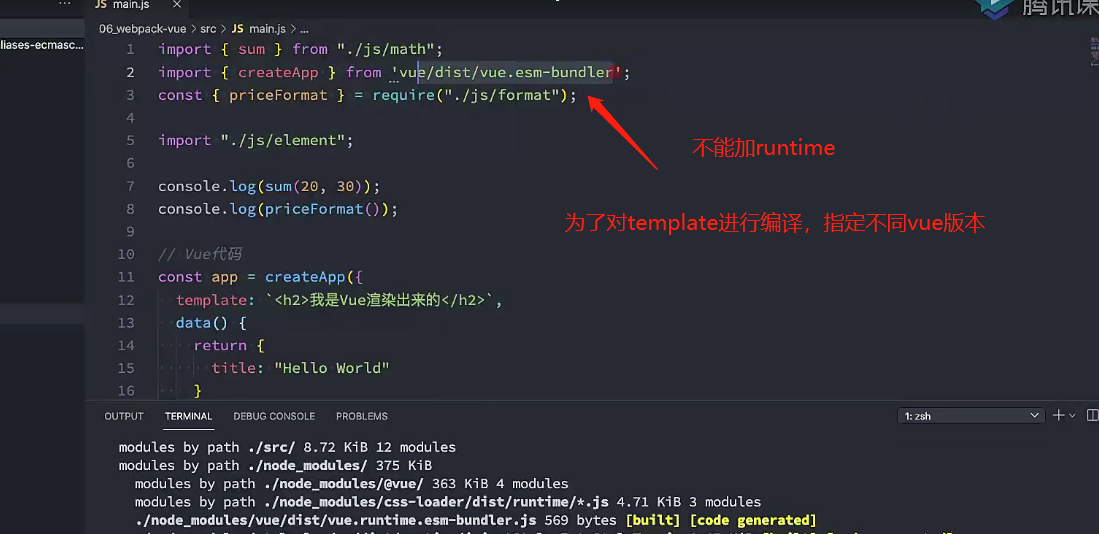 main.js
腾讯课
liases-ecmasc...
06_webpack-vue > src > JS main.js > ...
1 import { sum } from "./js/math";
2 import { createApp } from 'vue/dist/vue.esm-bundler';
3 const { priceFormat } = require("./js/format");
4
5 import "./js/element";
6
7 console.log(sum(20, 30));
8 console.log(priceFormat());
9
10 // Vue代码
11 const app = createApp({
12 template: `<h2>我是Vue渲染出来的</h2>`,
13 data() {
14 return {
15 title: "Hello World"
16 }
不能加runtime
为了对template进行编译，指定不同vue版本
OUTPUT TERMINAL DEBUG CONSOLE PROBLEMS 1: zsh
modules by path ./src/ 8.72 KiB 12 modules
modules by path ./node_modules/ 375 KiB
modules by path ./node_modules/@vue/ 363 KiB 4 modules
modules by path ./node_modules/css-loader/dist/runtime/*.js 4.71 KiB 3 modules
./node_modules/vue/dist/vue.runtime.esm-bundler.js 569 bytes [built] [code generated]